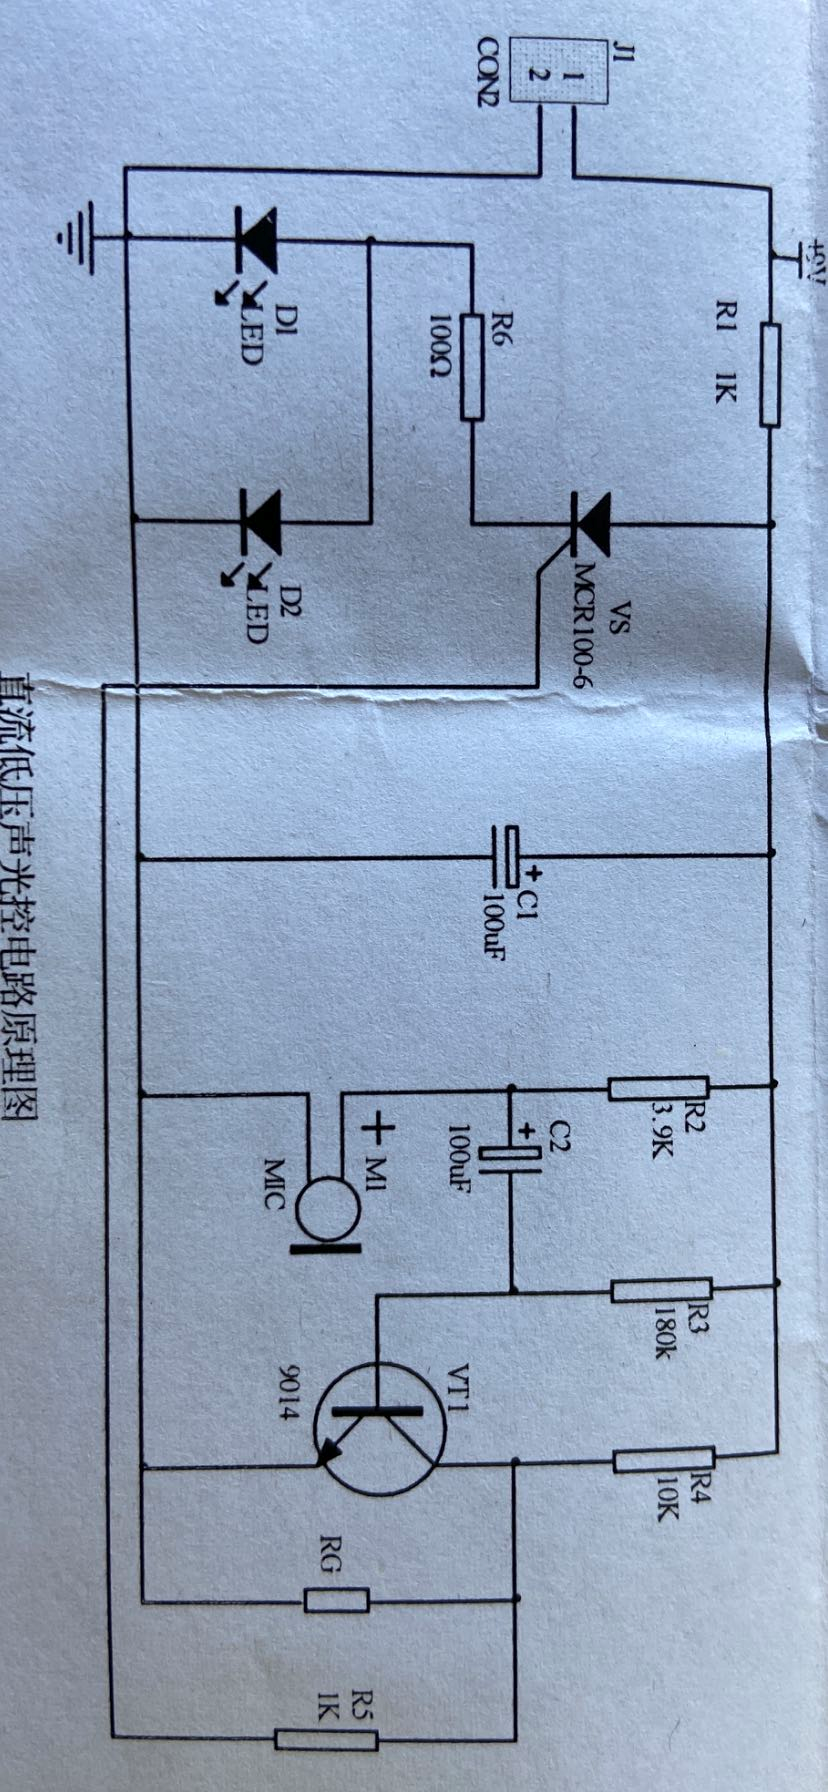 J1
1
2
CON2
+9V
R1 1K
R6
100Ω
D1
LED
D2
LED
VS
MCR100-6
+
C1
100uF
R2
3.9K
C2
+
100uF
+
M1
MIC
R3
180k
VT1
9014
R4
10K
RG
R5
1K
直流低压声光控电路原理图